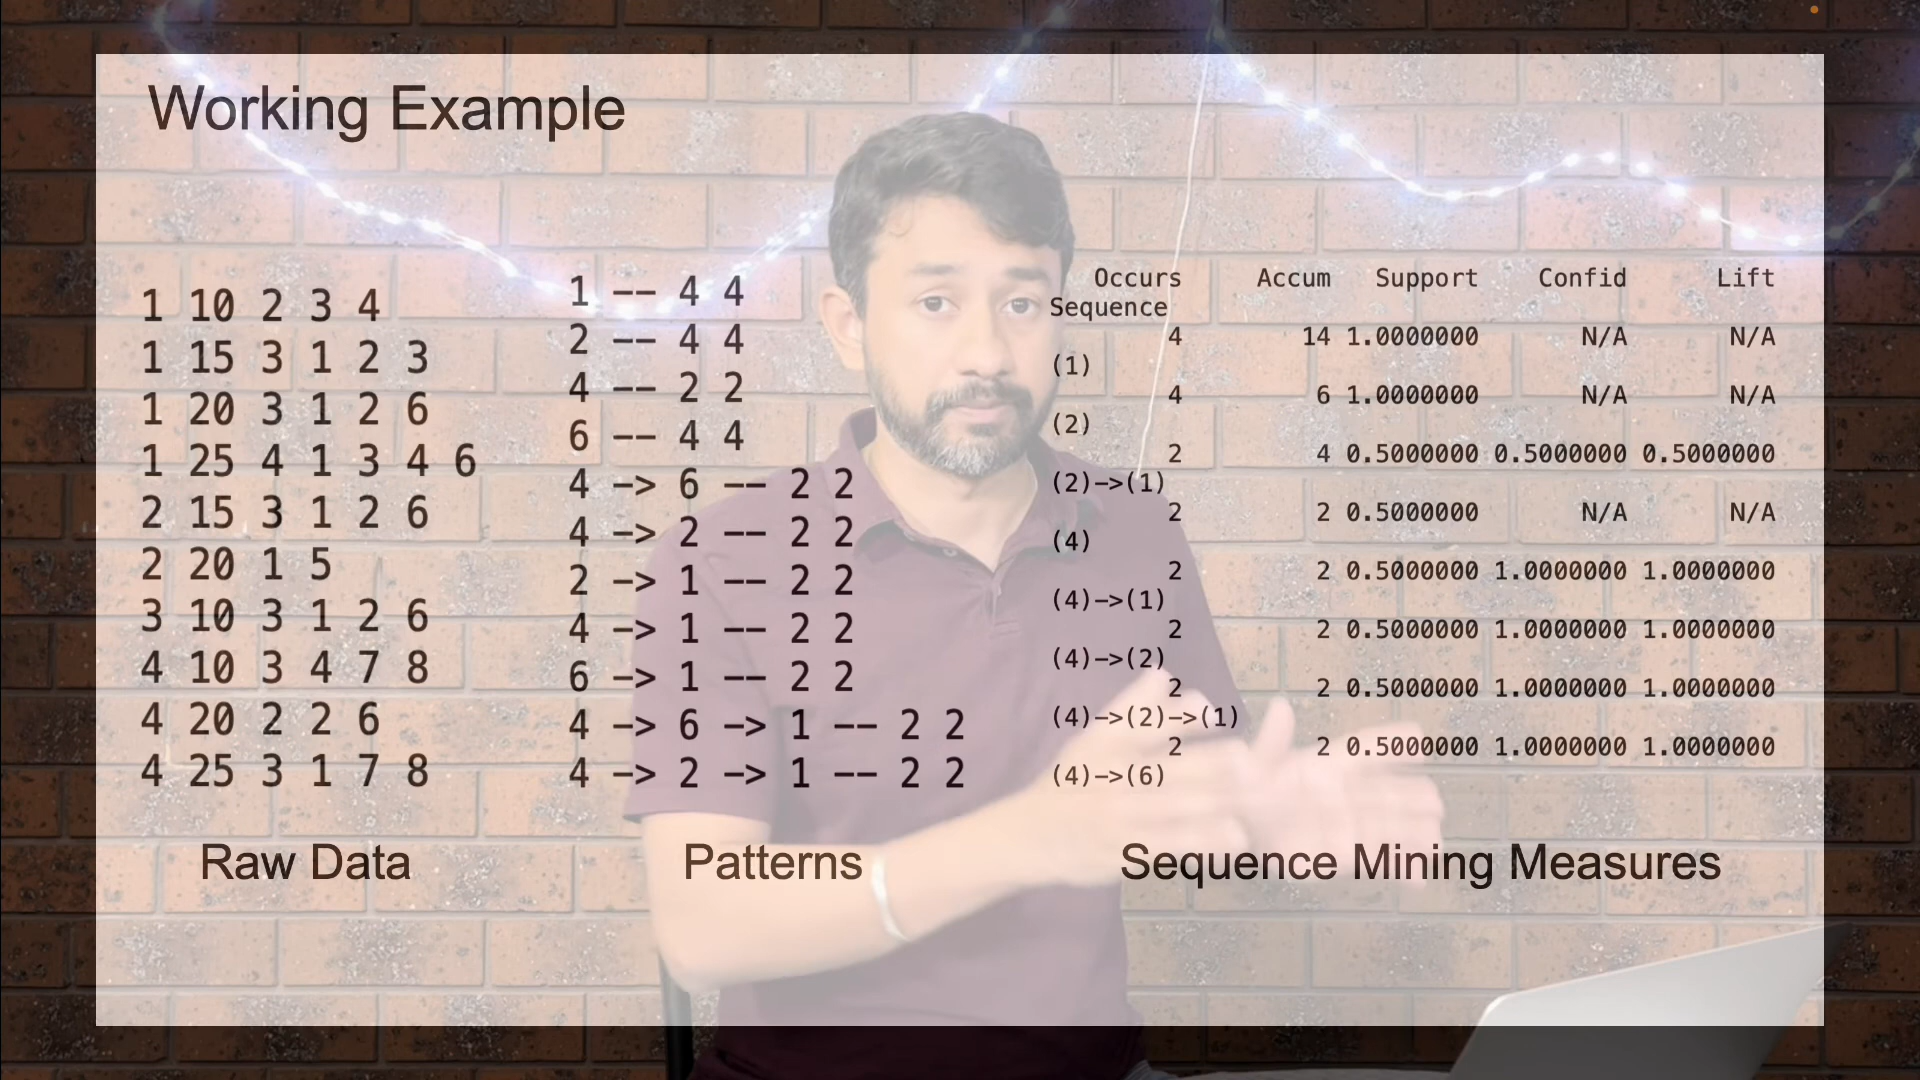 Working Example
1 10 2 3 4
1 15 3 1 2 3
1 20 3 1 2 6
1 25 4 1 3 4 6
2 15 3 1 2 6
2 20 1 5
3 10 3 1 2 6
4 10 3 4 7 8
4 20 2 2 6
4 25 3 1 7 8
Raw Data
1 -- 4 4
2 -- 4 4
4 -- 2 2
6 -- 4 4
4 -> 6 -- 2 2
4 -> 2 -- 2 2
2 -> 1 -- 2 2
4 -> 1 -- 2 2
6 -> 1 -- 2 2
4 -> 6 -> 1 -- 2 2
4 -> 2 -> 1 -- 2 2
Patterns
Occurs Accum Support Confid Lift
Sequence
4 14 1.0000000 N/A N/A
(1)
4 6 1.0000000 N/A N/A
(2)
2 4 0.5000000 0.5000000 0.5000000
(2)->(1)
2 2 0.5000000 N/A N/A
(4)
2 2 0.5000000 1.0000000 1.0000000
(4)->(1)
2 2 0.5000000 1.0000000 1.0000000
(4)->(2)
2 2 0.5000000 1.0000000 1.0000000
(4)->(2)->(1)
2 2 0.5000000 1.0000000 1.0000000
(4)->(6)
Sequence Mining Measures